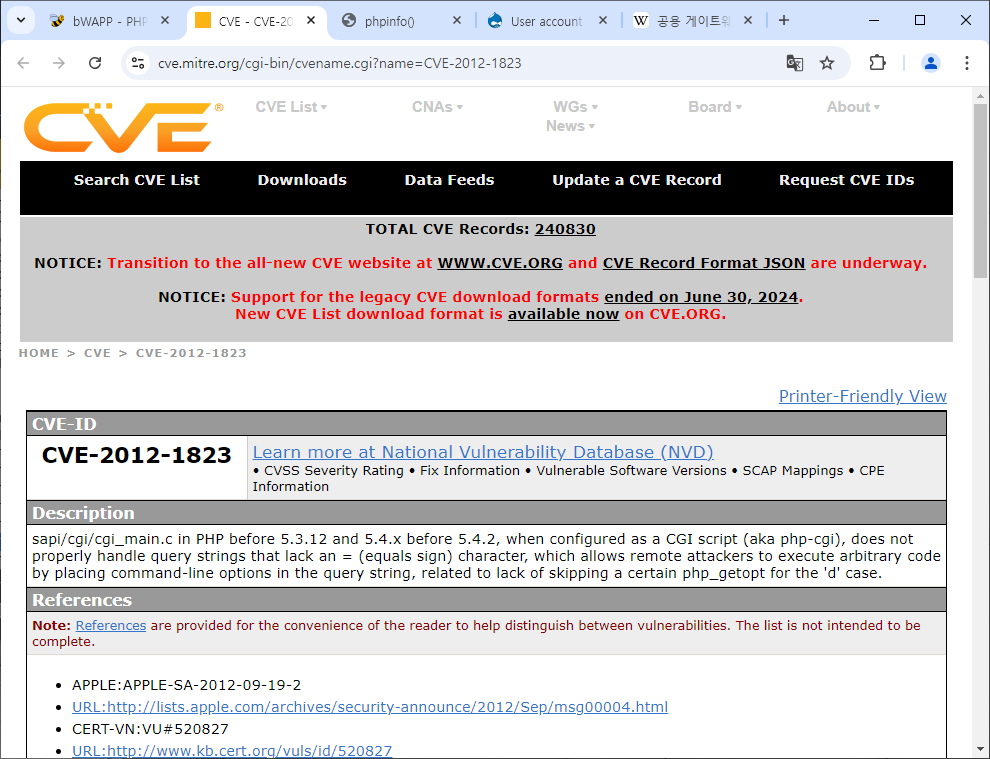 bWAPP - PHP
CVE - CVE-20
phpinfo()
User account
W 공용 게이트웨
cve.mitre.org/cgi-bin/cvename.cgi?name=CVE-2012-1823
CVE®
CVE List▾ CNAs▾ WGs▾ Board▾ About▾
News▾
Search CVE List Downloads Data Feeds Update a CVE Record Request CVE IDs
TOTAL CVE Records: 240830
NOTICE: Transition to the all-new CVE website at WWW.CVE.ORG and CVE Record Format JSON are underway.
NOTICE: Support for the legacy CVE download formats ended on June 30, 2024.
New CVE List download format is available now on CVE.ORG.
HOME > CVE > CVE-2012-1823
Printer-Friendly View
CVE-ID
CVE-2012-1823
Learn more at National Vulnerability Database (NVD)
• CVSS Severity Rating • Fix Information • Vulnerable Software Versions • SCAP Mappings • CPE
Information
Description
sapi/cgi/cgi_main.c in PHP before 5.3.12 and 5.4.x before 5.4.2, when configured as a CGI script (aka php-cgi), does not
properly handle query strings that lack an = (equals sign) character, which allows remote attackers to execute arbitrary code
by placing command-line options in the query string, related to lack of skipping a certain php_getopt for the 'd' case.
References
Note: References are provided for the convenience of the reader to help distinguish between vulnerabilities. The list is not intended to be
complete.
• APPLE:APPLE-SA-2012-09-19-2
• URL:http://lists.apple.com/archives/security-announce/2012/Sep/msg00004.html
• CERT-VN:VU#520827
• URL:http://www.kb.cert.org/vuls/id/520827